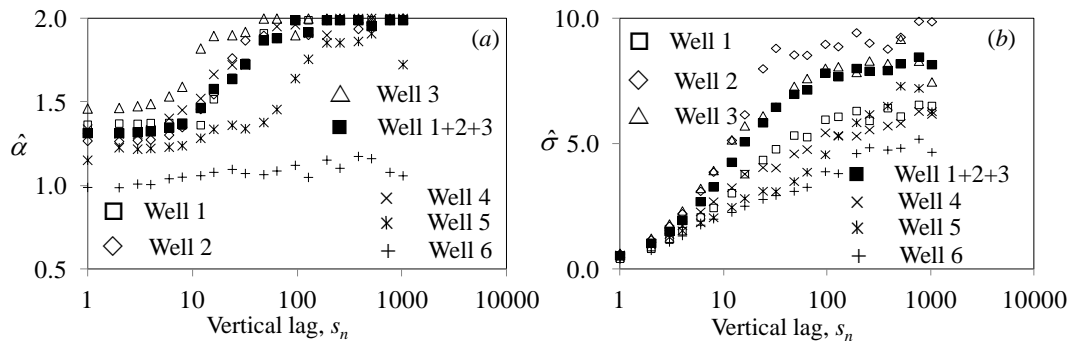 2.0
1.5
1.0
0.5
α̂
(a)
Well 3
Well 1+2+3
Well 1
Well 2
Well 4
Well 5
Well 6
1 10 100 1000 10000
Vertical lag, sₙ
10.0
5.0
0.0
σ̂
(b)
Well 1
Well 2
Well 3
Well 1+2+3
Well 4
Well 5
Well 6
1 10 100 1000 10000
Vertical lag, sₙ